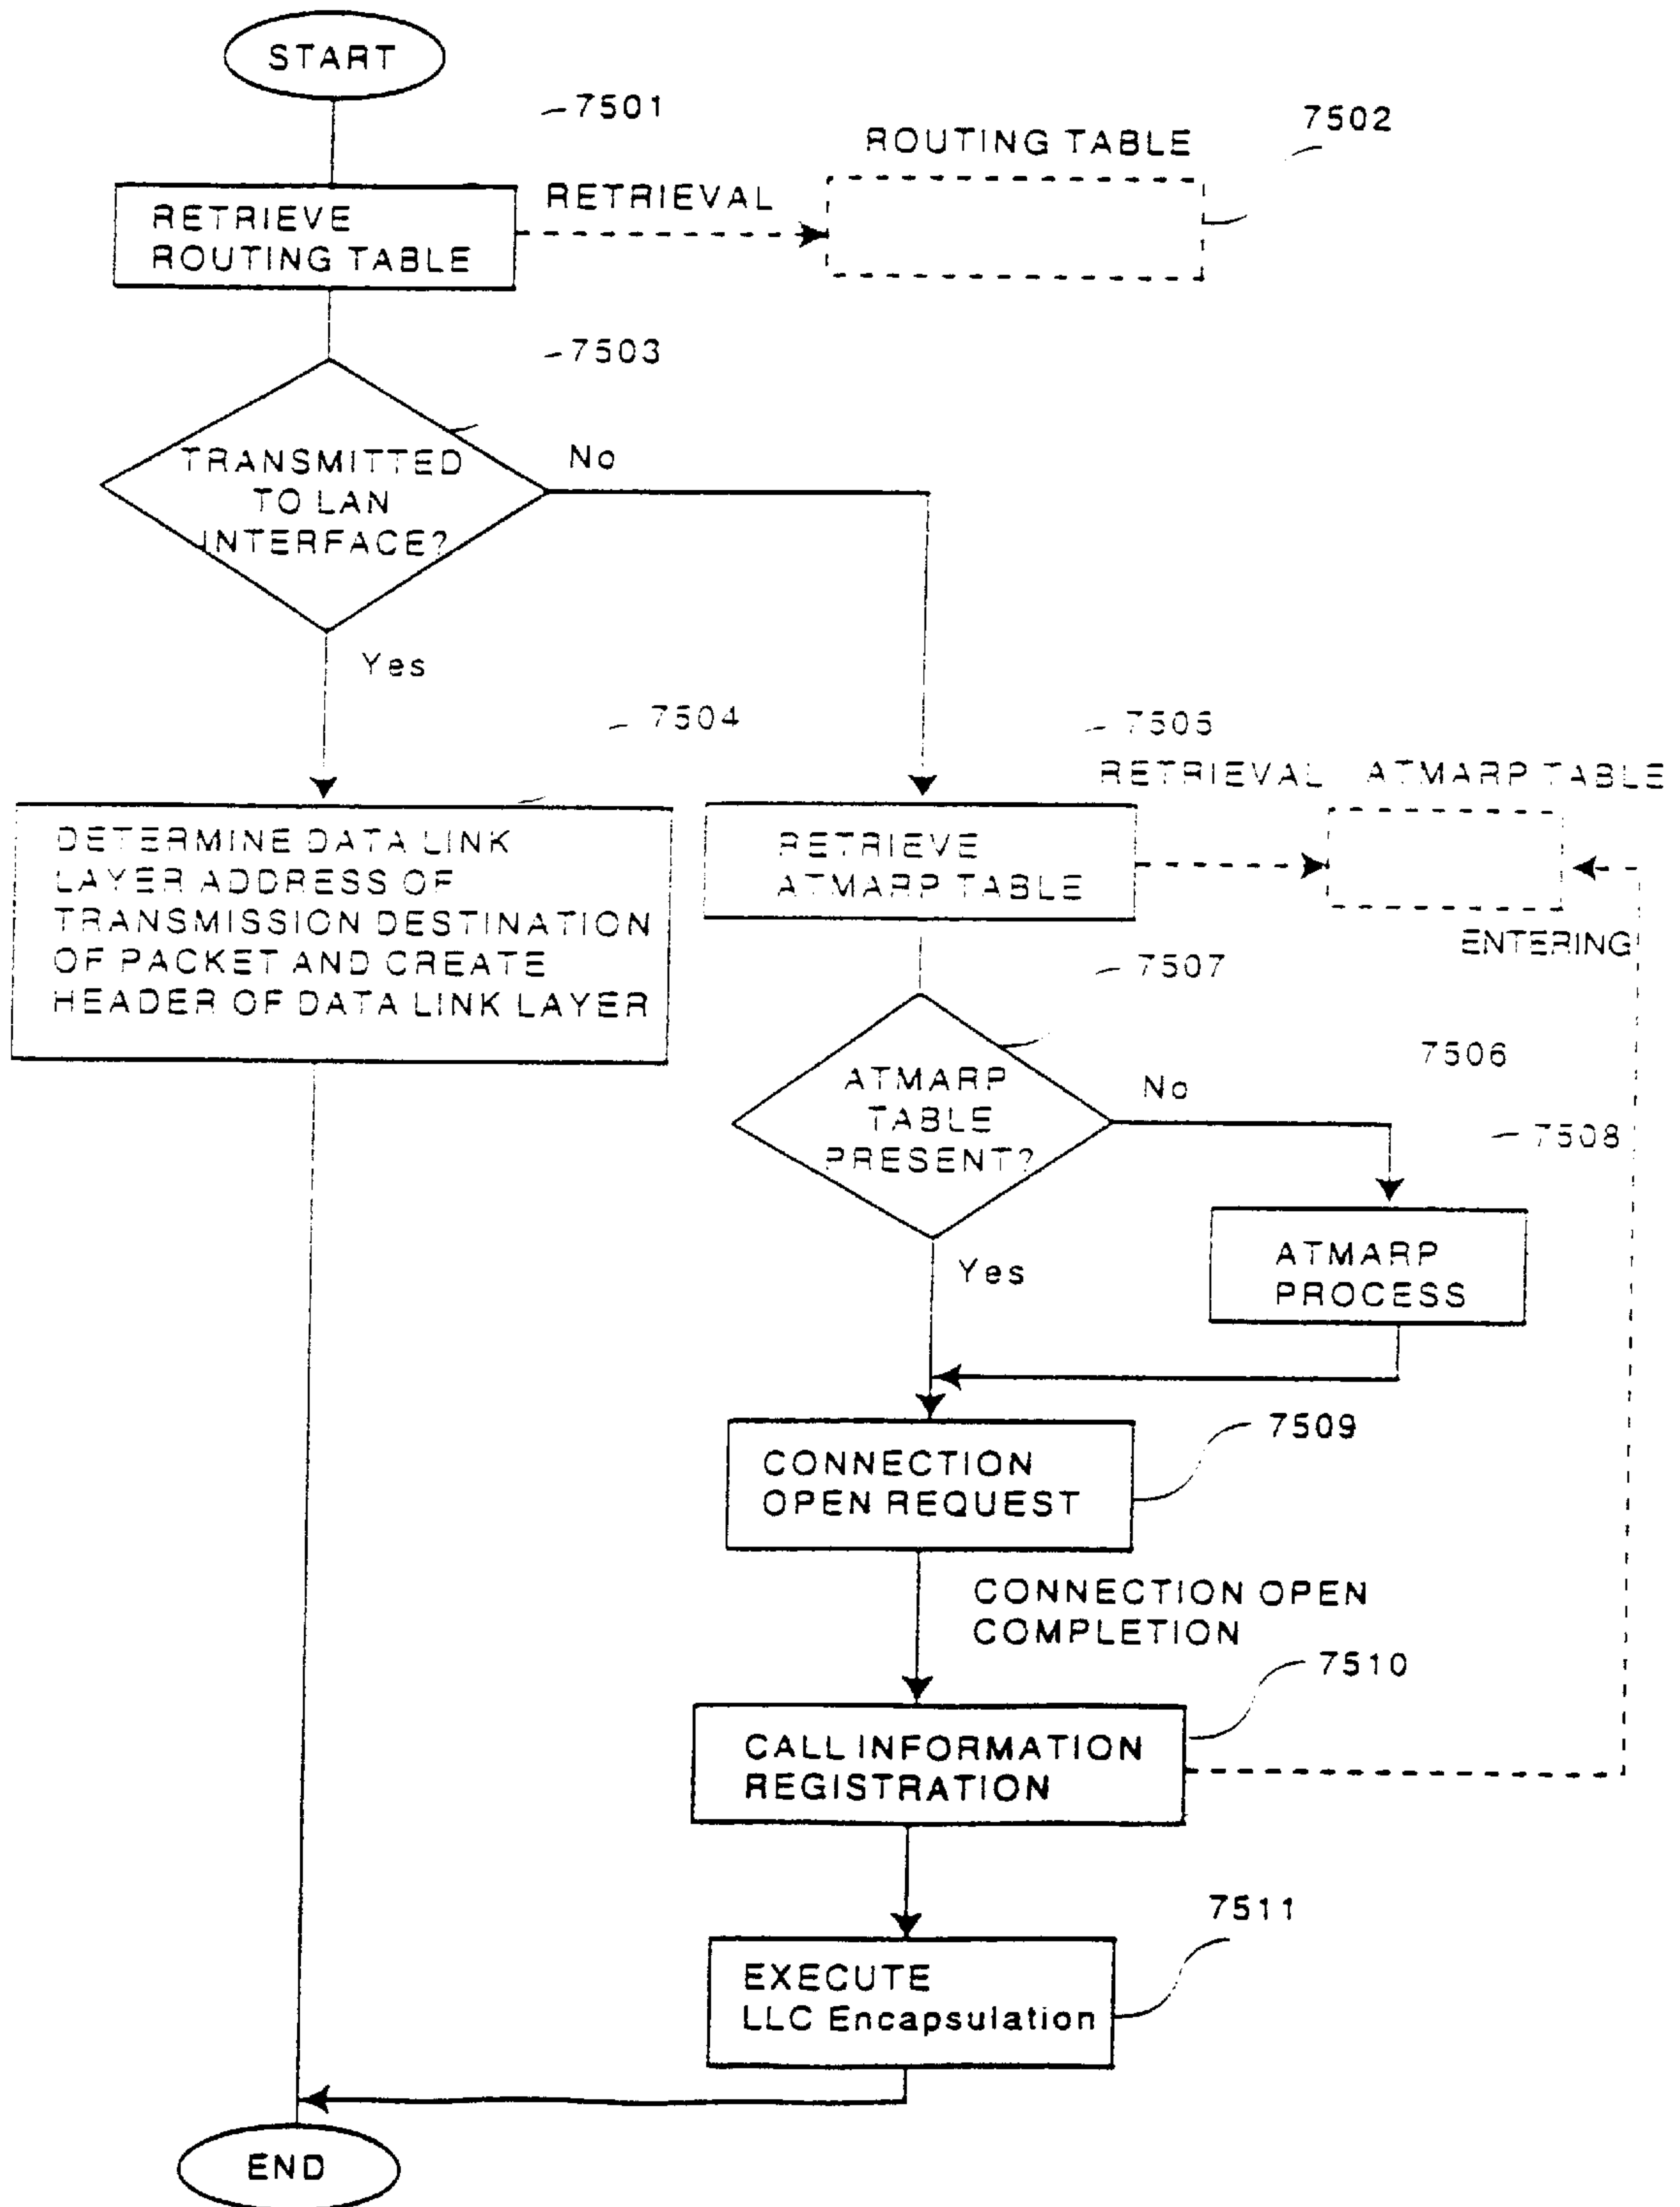 START
7501
7502
ROUTING TABLE
RETRIEVAL
RETRIEVE
ROUTING TABLE
7503
TRANSMITTED
TO LAN
INTERFACE?
No
Yes
7504
7505
RETRIEVAL
ATMARP TABLE
DETERMINE DATA LINK
LAYER ADDRESS OF
TRANSMISSION DESTINATION
OF PACKET AND CREATE
HEADER OF DATA LINK LAYER
RETRIEVE
ATMARP TABLE
ENTERING
7507
7506
ATMARP
TABLE
PRESENT?
No
7508
Yes
ATMARP
PROCESS
7509
CONNECTION
OPEN REQUEST
CONNECTION OPEN
COMPLETION
7510
CALL INFORMATION
REGISTRATION
7511
EXECUTE
LLC Encapsulation
END